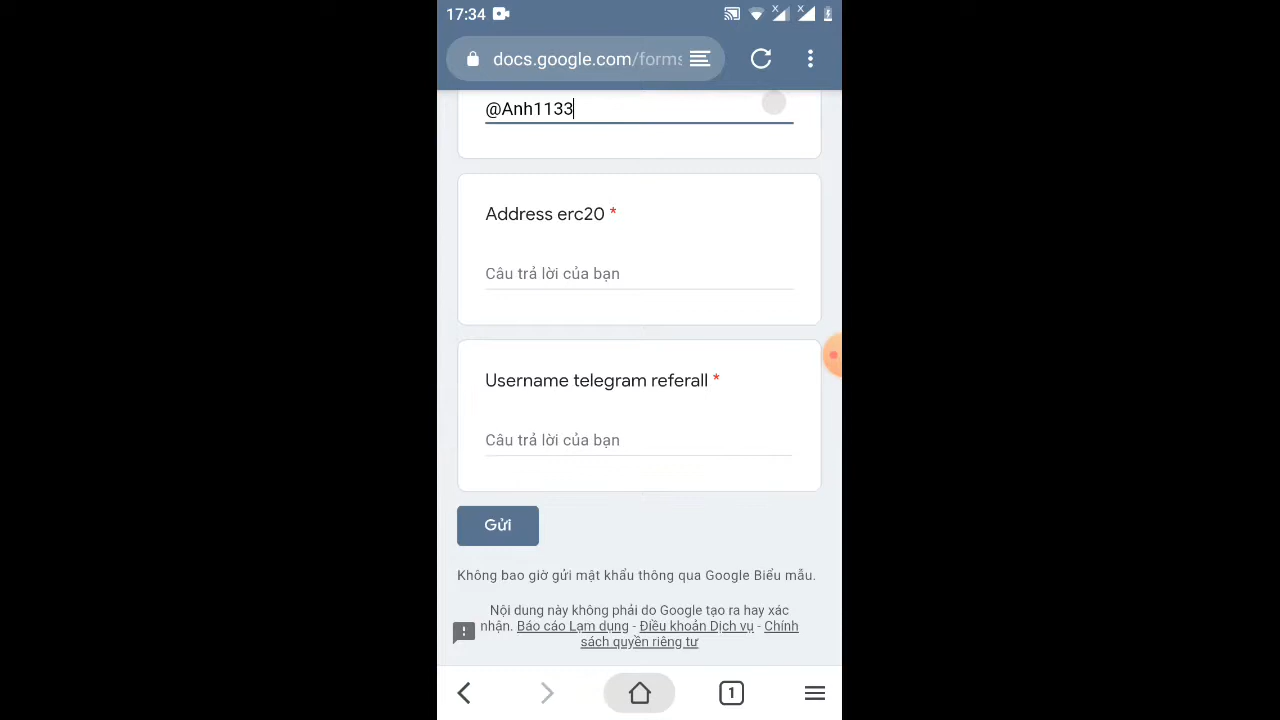 17:34
docs.google.com/forms
@Anh1133
Address erc20 *
Câu trả lời của bạn
Username telegram referall *
Câu trả lời của bạn
Gửi
Không bao giờ gửi mật khẩu thông qua Google Biểu mẫu.
Nội dung này không phải do Google tạo ra hay xác
nhận. Báo cáo Lạm dụng - Điều khoản Dịch vụ - Chính
sách quyền riêng tư
1